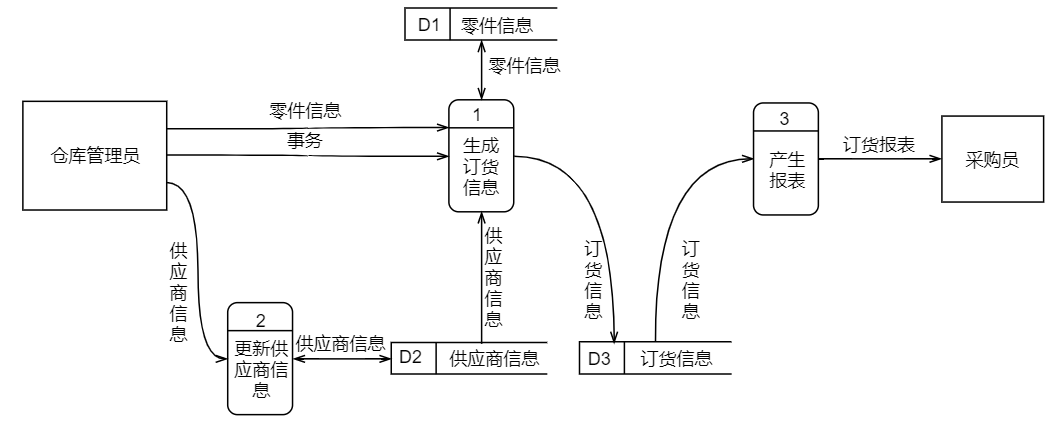 D1 零件信息
零件信息
仓库管理员
零件信息
事务
1
生成
订货
信息
3
产生
报表
订货报表
采购员
供应商信息
供应商信息
订货信息
订货信息
2
更新供
应商信
息
供应商信息
D2 供应商信息
D3 订货信息